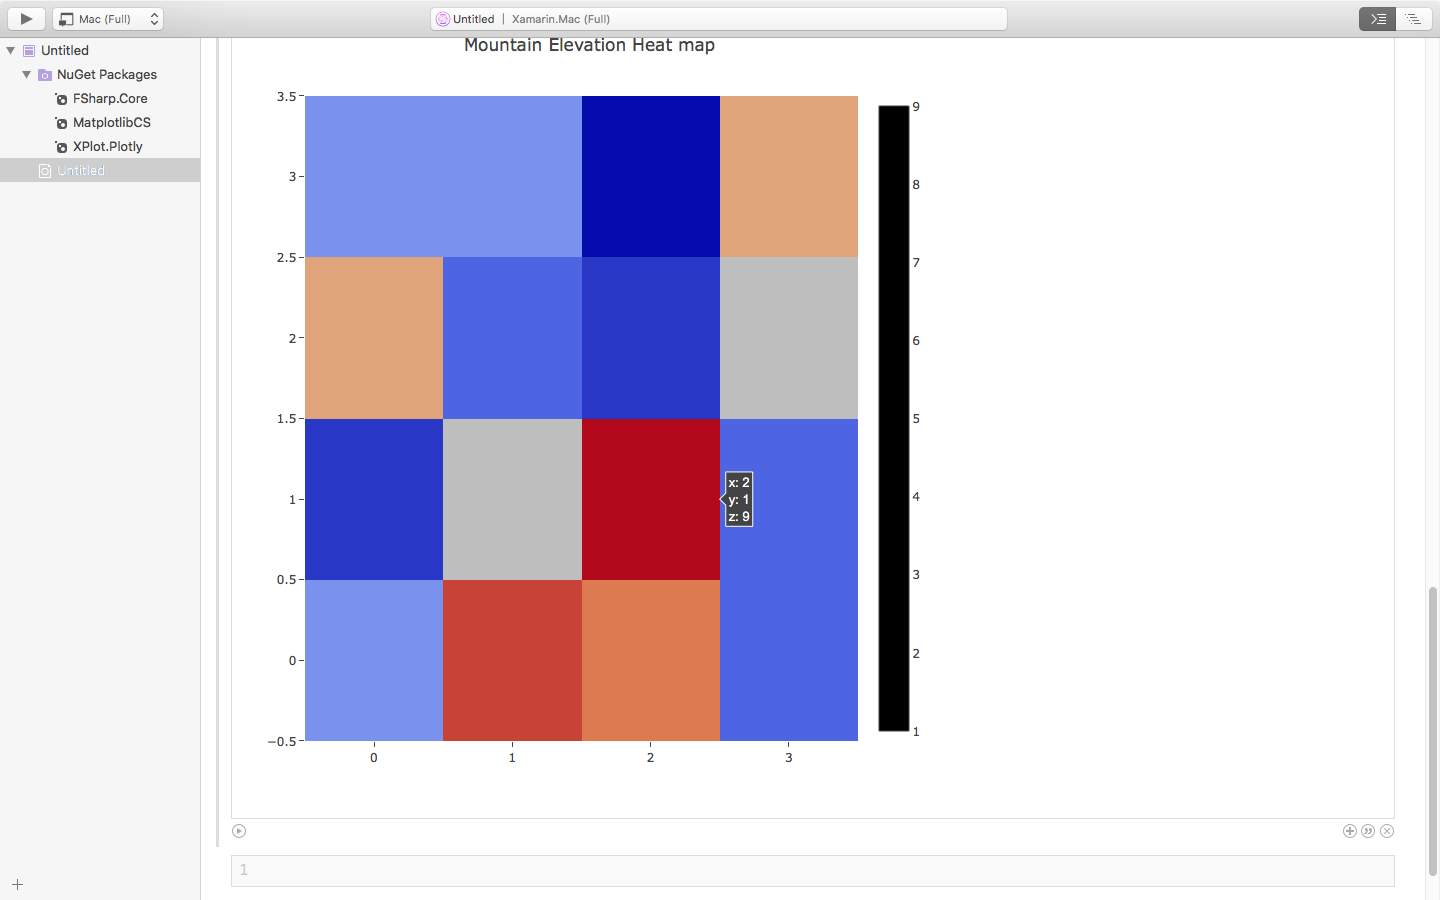 Mac (Full)
Untitled | Xamarin.Mac (Full)
Untitled
NuGet Packages
FSharp.Core
MatplotlibCS
XPlot.Plotly
Untitled
Mountain Elevation Heat map
3.5
3
2.5
2
1.5
1
0.5
0
−0.5
0
1
2
3
x: 2
y: 1
z: 9
9
8
7
6
5
4
3
2
1
1